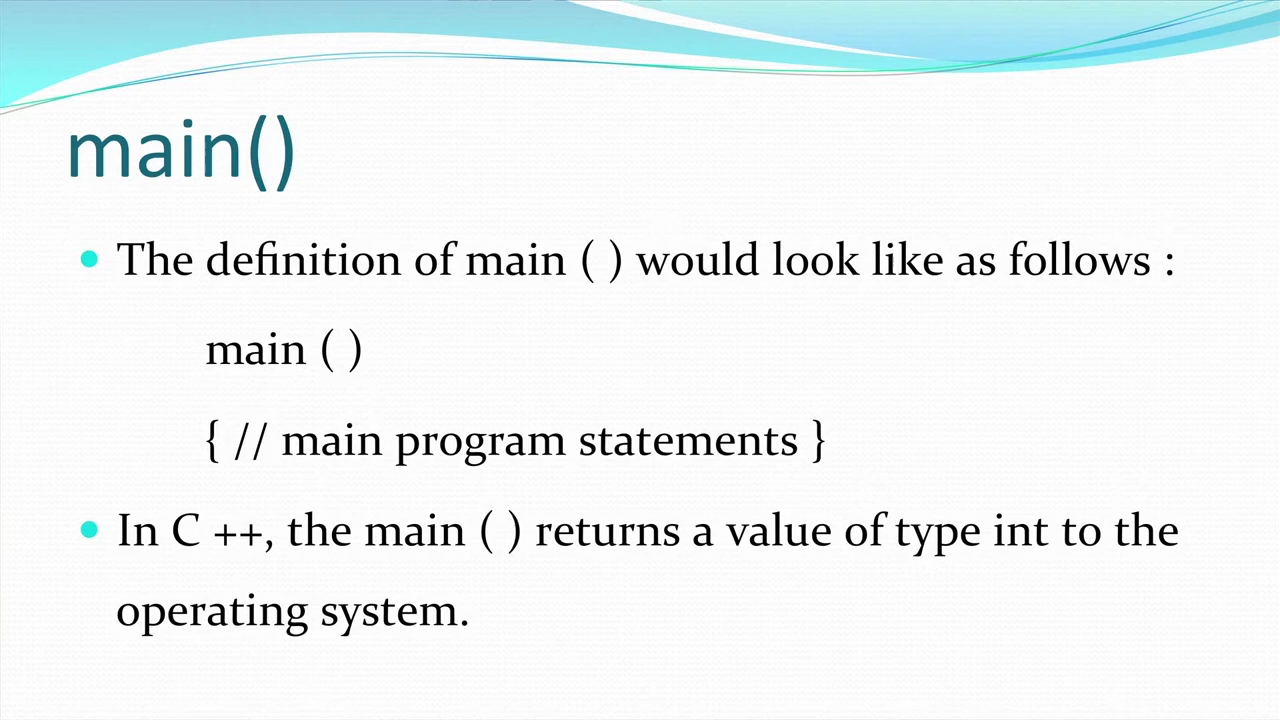 main()
• The definition of main ( ) would look like as follows :
main ( )
{ // main program statements }
• In C ++, the main ( ) returns a value of type int to the
operating system.